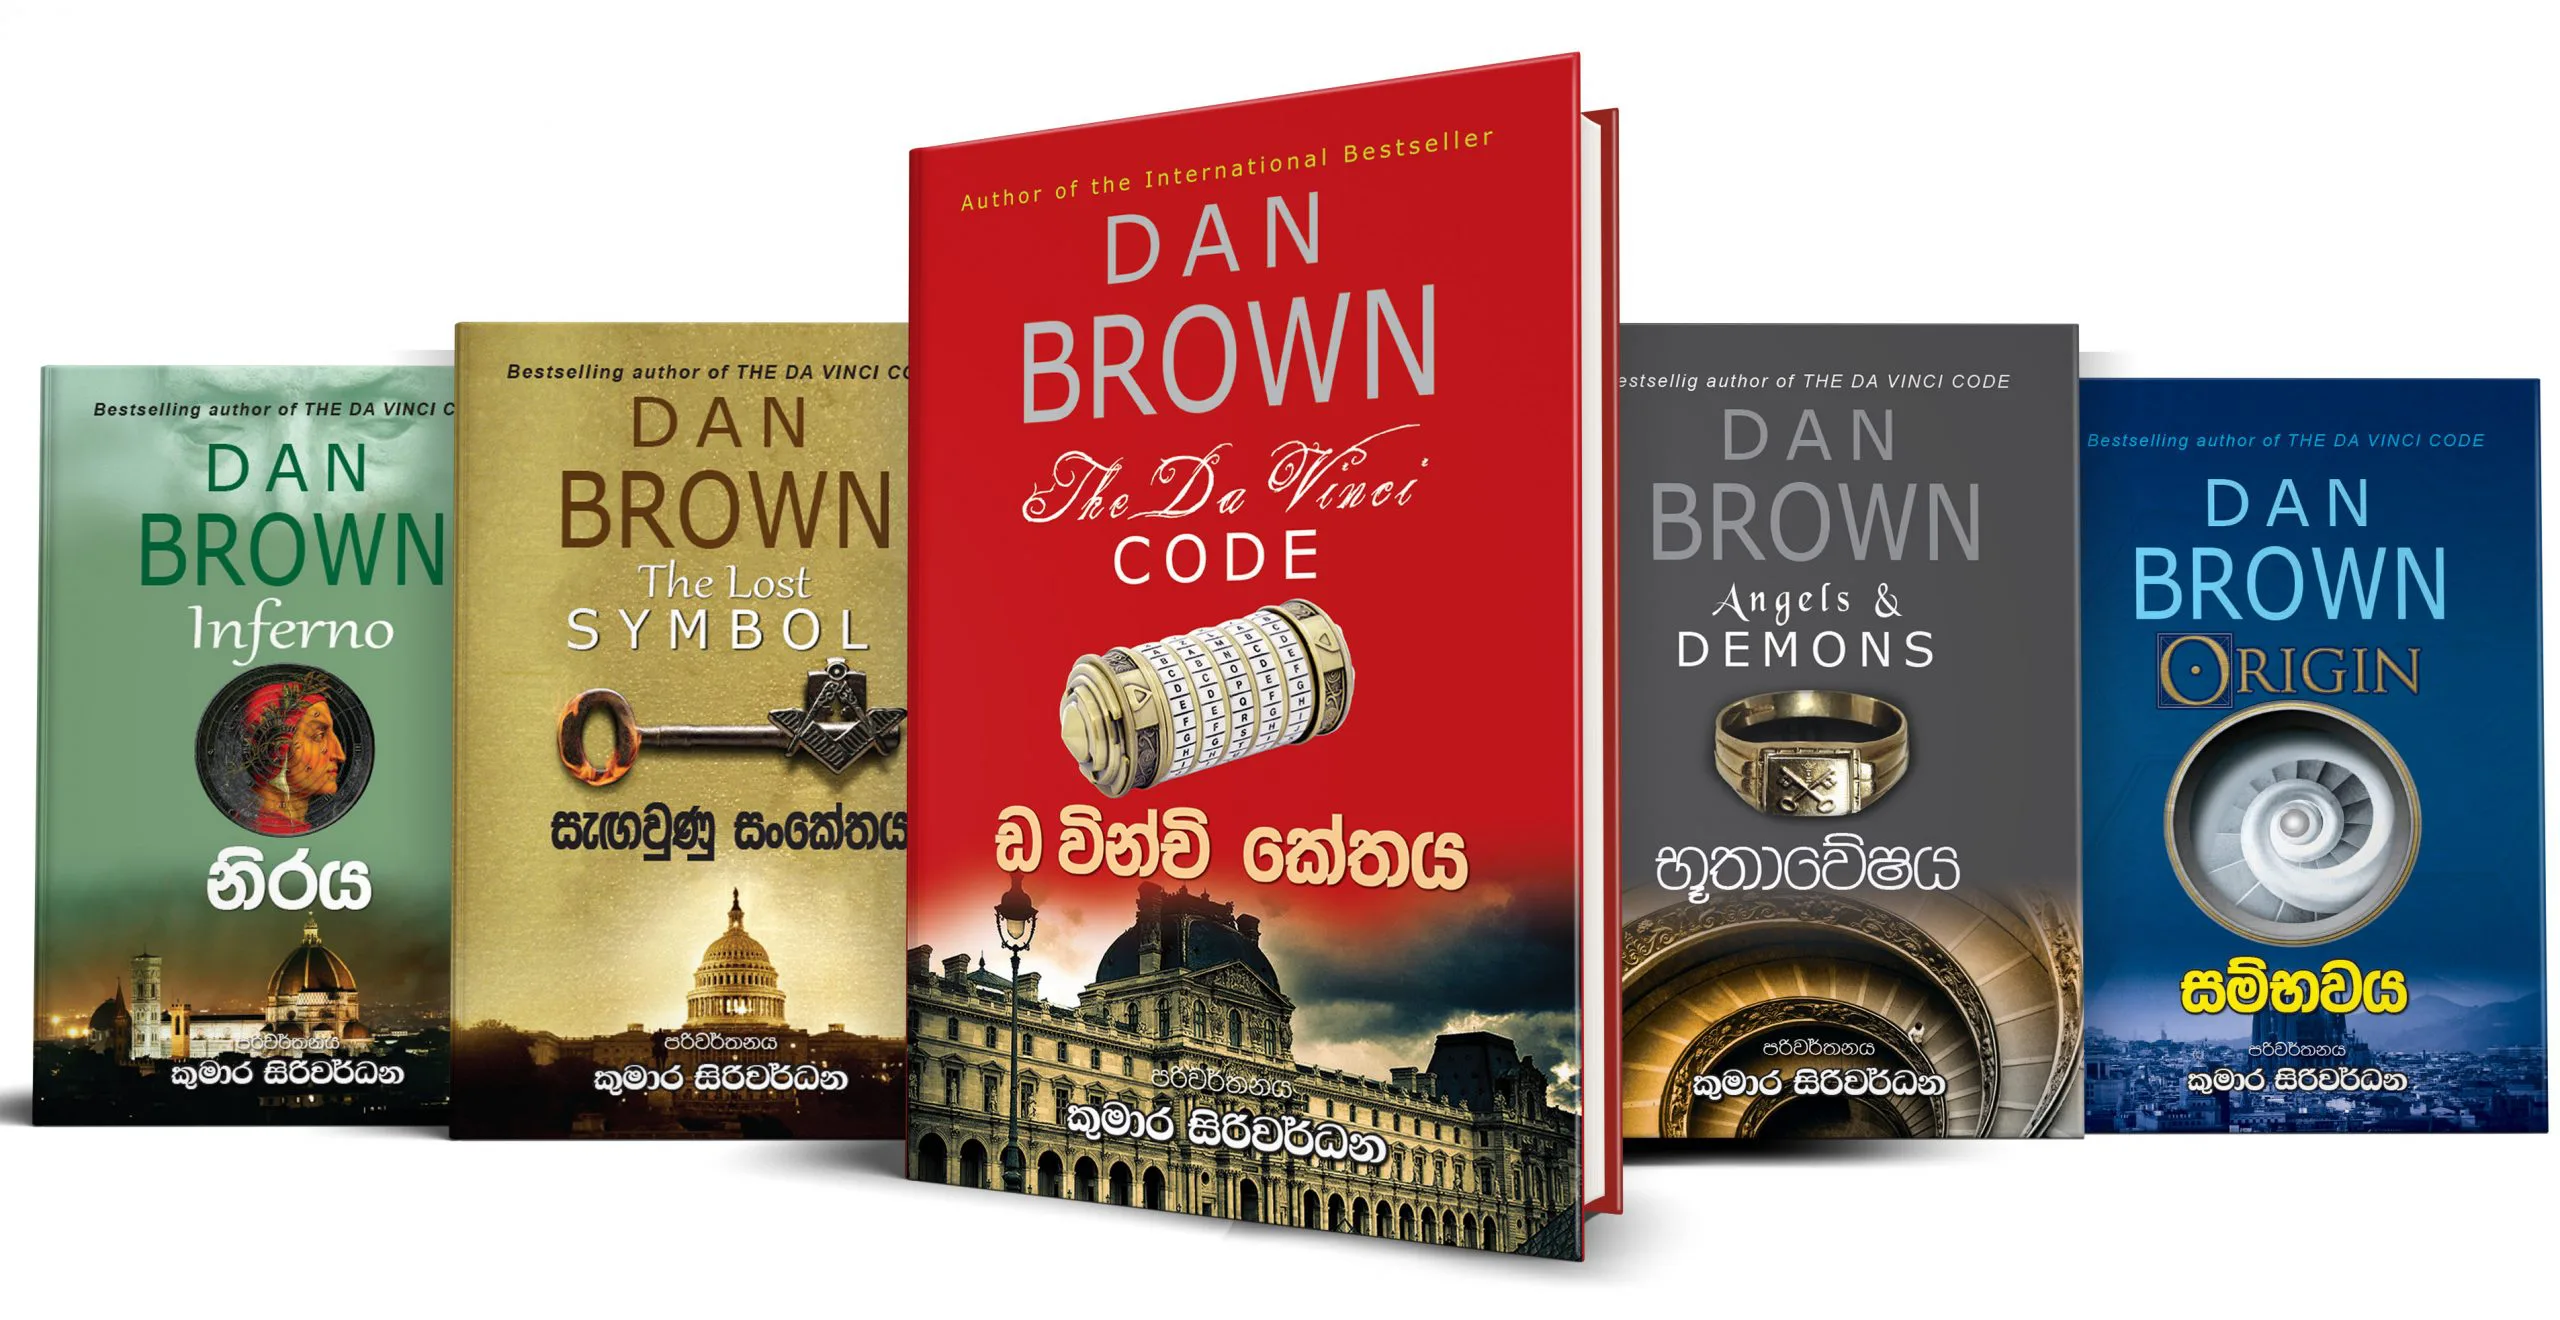 Bestselling author of THE DA VINCI C
DAN
BROWN
Inferno
නිරය
පරිවර්තනය
කුමාර සිරිවර්ධන
Bestselling author of THE DA VINCI CO
DAN
BROWN
The Lost
SYMBOL
සැඟවුණු සංකේතය
පරිවර්තනය
කුමාර සිරිවර්ධන
Author of the International Bestseller
DAN
BROWN
The Da Vinci
CODE
ඩ වින්චි කේතය
පරිවර්තනය
කුමාර සිරිවර්ධන
estsellig author of THE DA VINCI CODE
DAN
BROWN
Angels &
DEMONS
භූතාවේෂය
පරිවර්තනය
කුමාර සිරිවර්ධන
Bestselling author of THE DA VINCI CODE
DAN
BROWN
ORIGIN
සම්භවය
පරිවර්තනය
කුමාර සිරිවර්ධන